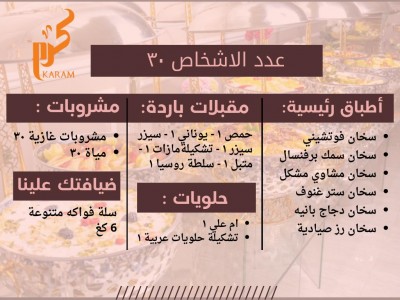 كرم
KARAM
عدد الاشخاص ٣٠
أطباق رئيسية:
سخان فوتشيني
سخان سمك برفنسال
سخان مشاوي مشكل
سخان ستر غنوف
سخان دجاج بانيه
سخان رز صيادية
مقبلات باردة:
حمص ١ - يوناني ١ - سيزر
سيزر ١ - تشكيلة مازات ١ -
متبل ١ - سلطة روسيا ١
حلويات :
ام علي ١
تشكيلة حلويات عربية ١
مشروبات :
مشروبات غازية ٣٠
مياة ٣٠
ضيافتك علينا
سلة فواكه متنوعة
6 كغ